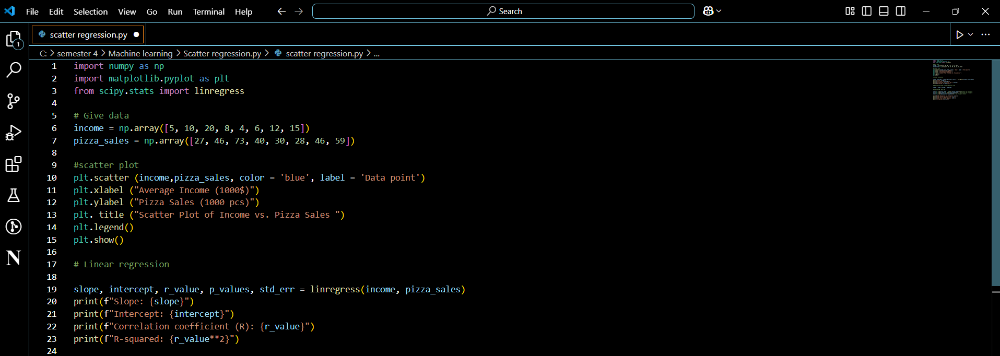 File Edit Selection View Go Run Terminal Help Search
scatter regression.py
1
C: > semester 4 > Machine learning > Scatter regression.py > scatter regression.py > ...
1 import numpy as np
2 import matplotlib.pyplot as plt
3 from scipy.stats import linregress
4
5 # Give data
6 income = np.array([5, 10, 20, 8, 4, 6, 12, 15])
7 pizza_sales = np.array([27, 46, 73, 40, 30, 28, 46, 59])
8
9 #scatter plot
10 plt.scatter (income,pizza_sales, color = 'blue', label = 'Data point')
11 plt.xlabel ("Average Income (1000$)")
12 plt.ylabel ("Pizza Sales (1000 pcs)")
13 plt. title ("Scatter Plot of Income vs. Pizza Sales ")
14 plt.legend()
15 plt.show()
16
17 # Linear regression
18
19 slope, intercept, r_value, p_values, std_err = linregress(income, pizza_sales)
20 print(f"Slope: {slope}")
21 print(f"Intercept: {intercept}")
22 print(f"Correlation coefficient (R): {r_value}")
23 print(f"R-squared: {r_value**2}")
24